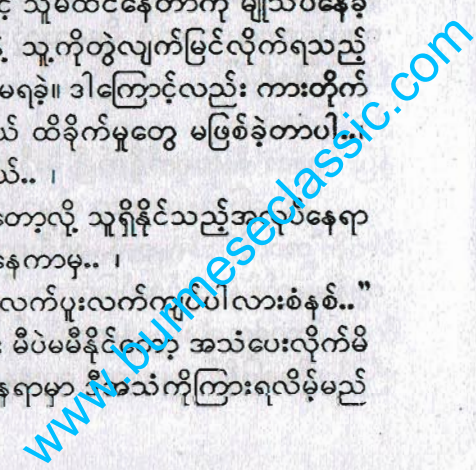 သူမထင်နေတာကို မျှသိပ်နေခဲ့
သူ့ကိုတွဲလျက်မြင်လိုက်ရသည့်
မရခဲ့။ ဒါကြောင့်လည်း ကားတိုက်
ထိခိုက်မှုတွေ မဖြစ်ခဲ့တာပါ..၊
ယ်.. ၊
တော့လို့ သူရှိနိုင်သည့်အလုပ်နေရာ
နေကာမှ.. ၊
လက်ပူးလက်ကျပ်ပါလားစံနစ်..”
မီပဲမမီနိုင်တော့ အသံပေးလိုက်မိ
နေရာမှာ ဒီအသံကိုကြားရလိမ့်မည်
www.burmeseclassic.com